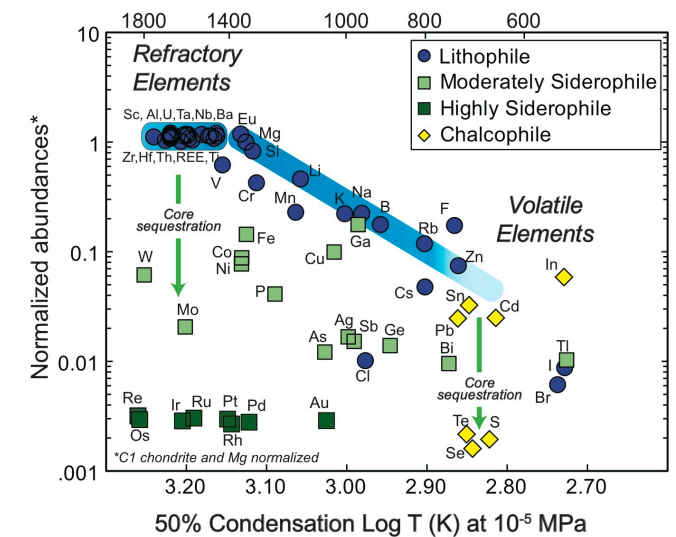 1800 1400 1000 800 600
10
Refractory
Elements
Lithophile
Moderately Siderophile
Highly Siderophile
Chalcophile
Sc, Al,U,Ta,Nb,Ba
Eu
Mg
1
Si
Zr,Hf,Th,REE,Ti
V
Cr
Li
Mn
K
Na
B
F
Core
sequestration
Volatile
Elements
Rb
Fe
Ga
0.1
W
Co
Ni
Cu
Zn
In
P
Cs
Sn
Cd
Mo
Pb
As
Ag
Sb
Ge
Bi
Tl
0.01
Cl
I
Br
Core
sequestration
Re
Os
Ir
Ru
Pt
Rh
Pd
Au
Te
S
Se
*C1 chondrite and Mg normalized
.001
3.20 3.10 3.00 2.90 2.80 2.70
Normalized abundances*
50% Condensation Log T (K) at 10⁻⁵ MPa